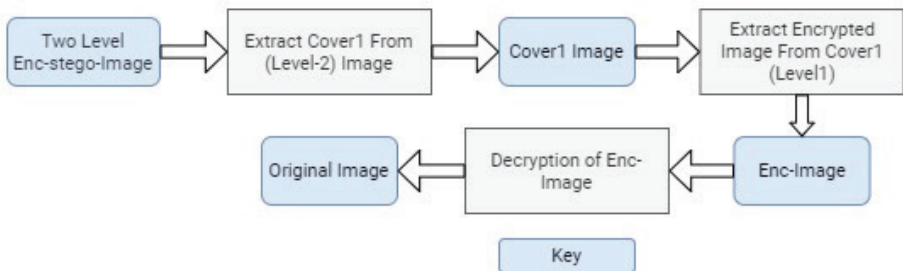 Two Level
Enc-stego-Image
Extract Cover1 From
(Level-2) Image
Cover1 Image
Extract Encrypted
Image From Cover1
(Level1)
Enc-Image
Decryption of Enc-
Image
Original Image
Key